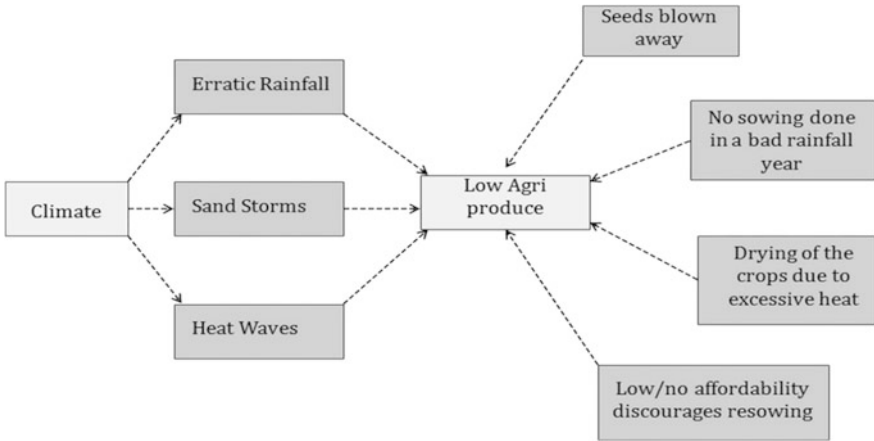 Seeds blown
away
Erratic Rainfall
No sowing done
in a bad rainfall
year
Low Agri
produce
Climate
Sand Storms
Drying of the
crops due to
excessive heat
Heat Waves
Low/no affordability
discourages resowing